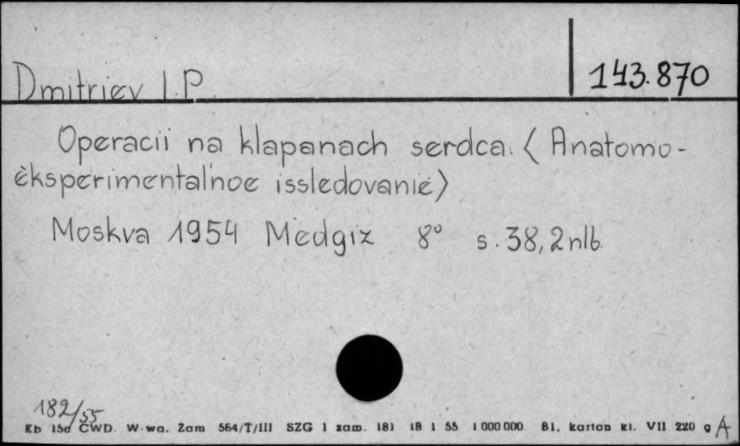 Dmitriev I.P.
143.870
Operacii na klapanach serdca. ⟨Anatomo-
èksperimental'noe issledovanie⟩
Moskva 1954 Medgiz 8° s. 38, 2 nlb.
182/55
Kb 15d CWD. W-wa. Zam 564/T/III SZG 1 zam. 181 18 1 55 1 000 000 Bl. karton kl. VII 220 g A